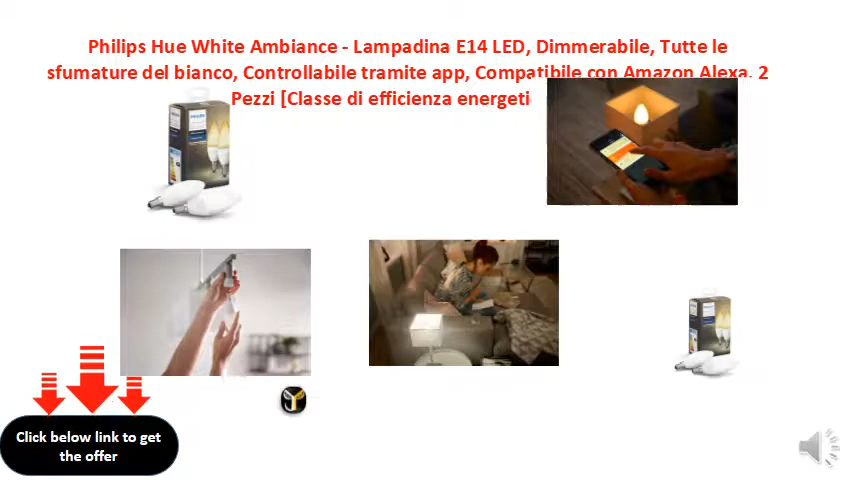 Philips Hue White Ambiance - Lampadina E14 LED, Dimmerabile, Tutte le
sfumature del bianco, Controllabile tramite app, Compatibile con Amazon Alexa, 2
Pezzi [Classe di efficienza energeti
PHILIPS
Click below link to get
the offer